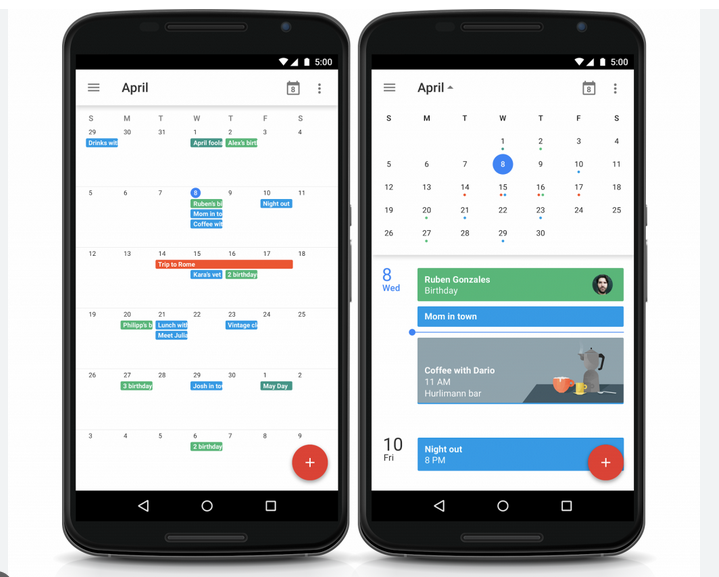 5:00
April
8
S M T W T F S
29 30 31 1 2 3 4
Drinks wit April fools Alex's birt
5 6 7 8 9 10 11
Ruben's bi Night out
Mom in to
Coffee wit
12 13 14 15 16 17 18
Trip to Rome
Kara's vet 2 birthday
19 20 21 22 23 24 25
Philipp's b Lunch with Vintage cl
Meet Julia
26 27 28 29 30 1 2
3 birthday Josh in to May Day
3 4 5 6 7 8 9
2 birthday
+
5:00
April
8
S M T W T F S
1 2 3 4
5 6 7 8 9 10 11
12 13 14 15 16 17 18
19 20 21 22 23 24 25
26 27 28 29 30
8
Wed
Ruben Gonzales
Birthday
Mom in town
Coffee with Dario
11 AM
Hurlimann bar
10
Fri
Night out
8 PM
+